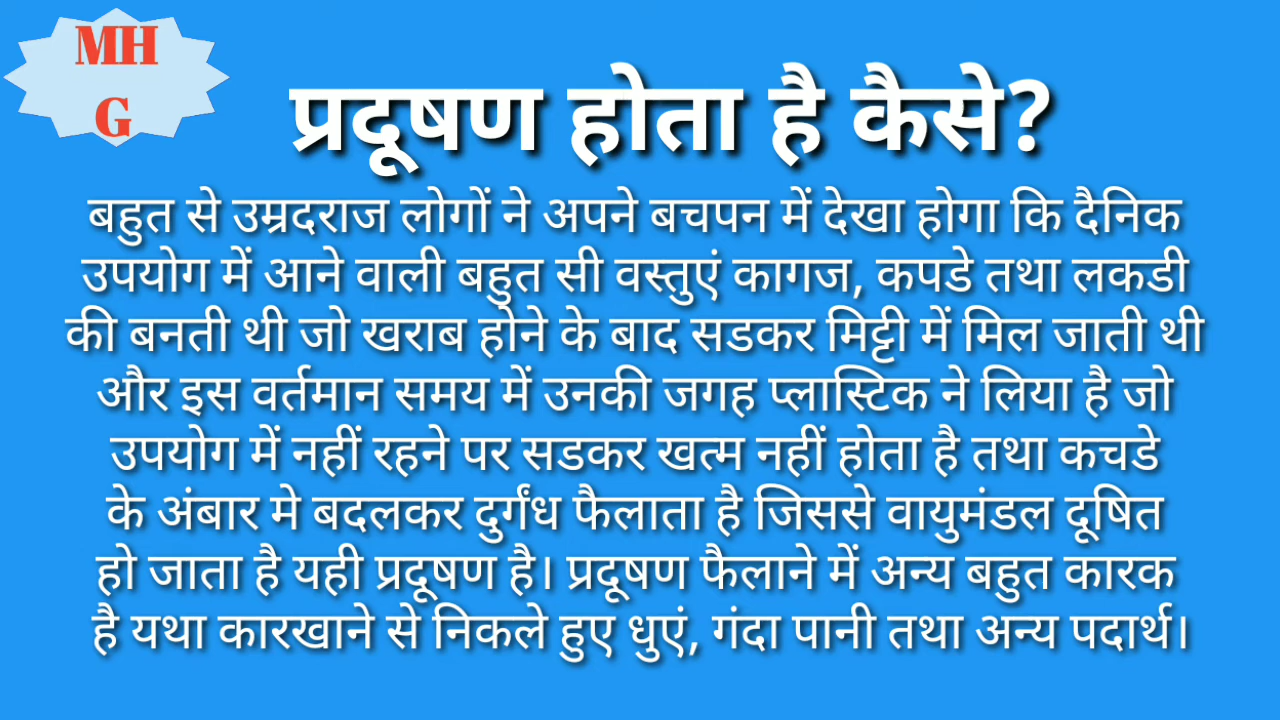 MH
G
प्रदूषण होता है कैसे?
बहुत से उम्रदराज लोगों ने अपने बचपन में देखा होगा कि दैनिक
उपयोग में आने वाली बहुत सी वस्तुएं कागज, कपडे तथा लकडी
की बनती थी जो खराब होने के बाद सडकर मिट्टी में मिल जाती थी
और इस वर्तमान समय में उनकी जगह प्लास्टिक ने लिया है जो
उपयोग में नहीं रहने पर सडकर खत्म नहीं होता है तथा कचडे
के अंबार मे बदलकर दुर्गंध फैलाता है जिससे वायुमंडल दूषित
हो जाता है यही प्रदूषण है। प्रदूषण फैलाने में अन्य बहुत कारक
है यथा कारखाने से निकले हुए धुएं, गंदा पानी तथा अन्य पदार्थ।